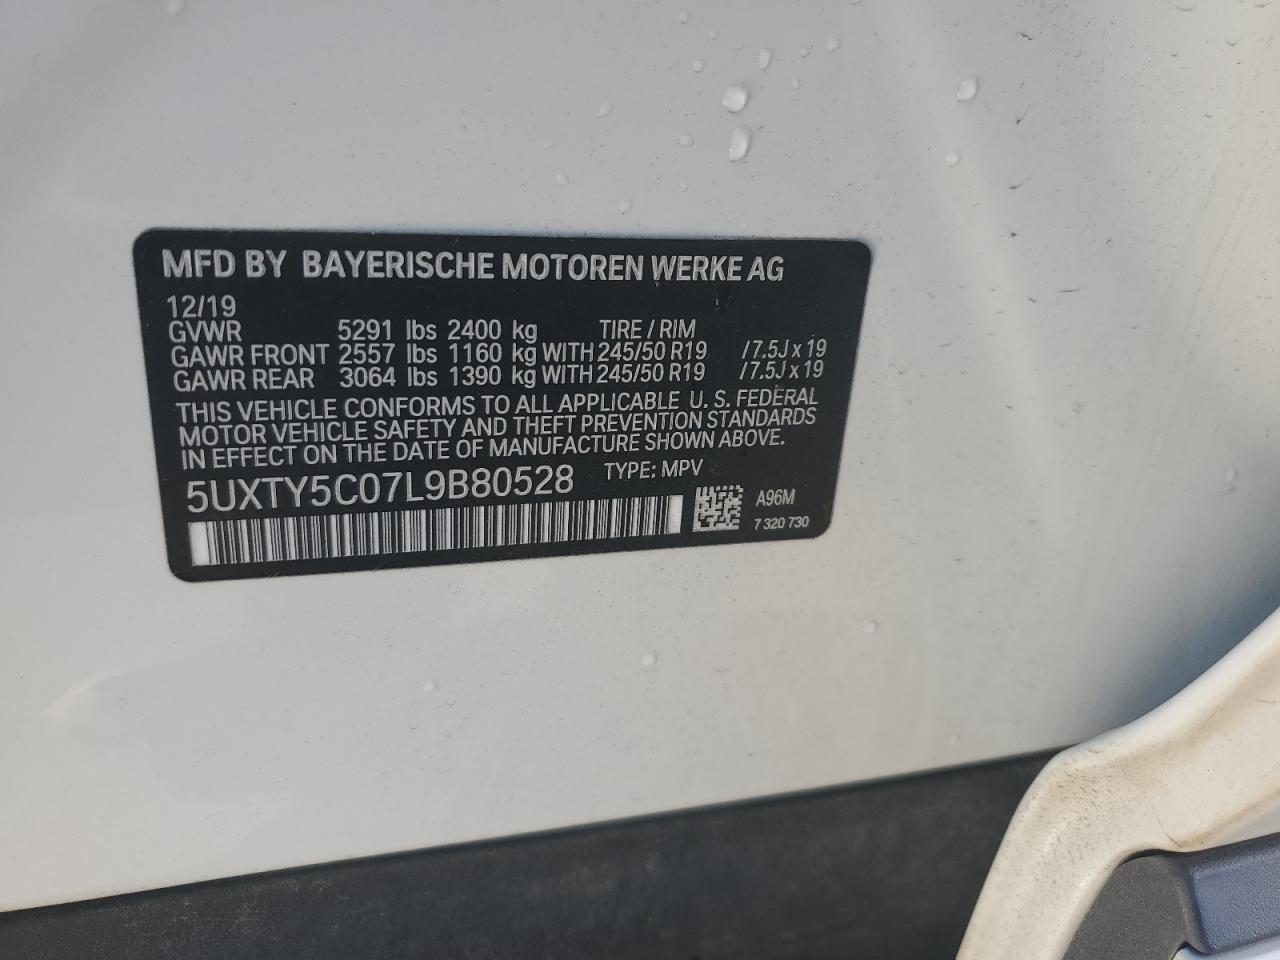 MFD BY BAYERISCHE MOTOREN WERKE AG
12/19
GVWR 5291 lbs 2400 kg TIRE / RIM
GAWR FRONT 2557 lbs 1160 kg WITH 245/50 R19 / 7.5J x 19
GAWR REAR 3064 lbs 1390 kg WITH 245/50 R19 / 7.5J x 19
THIS VEHICLE CONFORMS TO ALL APPLICABLE U. S. FEDERAL
MOTOR VEHICLE SAFETY AND THEFT PREVENTION STANDARDS
IN EFFECT ON THE DATE OF MANUFACTURE SHOWN ABOVE.
5UXTY5C07L9B80528 TYPE: MPV
A96M
7 320 730